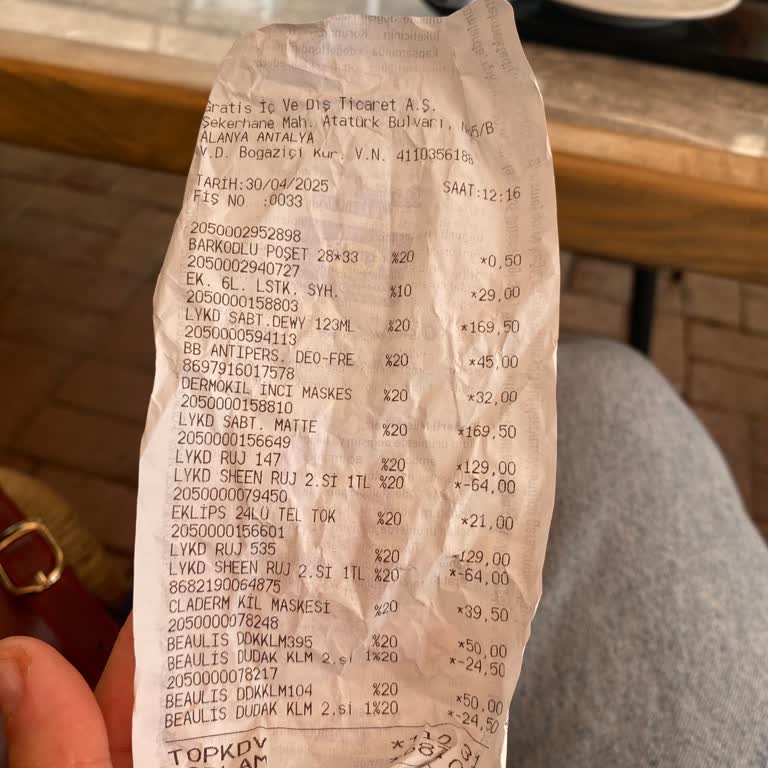 Gratis İç Ve Dış Ticaret A.Ş.
Şekerhane Mah. Atatürk Bulvarı,
ALANYA ANTALYA
V.D. Bogaziçi Kur. V.N. 4110356186
TARİH:30/04/2025 SAAT:12:16
FİŞ NO :0033
2050002952898
BARKODLU POŞET 28*33 %20 *0,50
2050002940727
EK. 6L. LSTK. SYH. %10 *29,00
2050000158803
LYKD SABT.DEWY 123ML %20 *169,50
2050000594113
BB ANTİPERS. DEO-FRE %20 *45,00
8697916017578
DERMOKİL İNCİ MASKES %20 *32,00
2050000158810
LYKD SABT. MATTE %20 *169,50
2050000156649
LYKD RUJ 147 %20 *129,00
LYKD SHEEN RUJ 2.Sİ 1TL %20 *-64,00
2050000079450
EKLİPS 24LÜ TEL TOK %20 *21,00
2050000156601
LYKD RUJ 535 %20 *129,00
LYKD SHEEN RUJ 2.Sİ 1TL %20 *-64,00
8682190064875
CLADERM KİL MASKESİ %20 *39,50
2050000078248
BEAULIS DDKKLM395 %20 *50,00
BEAULIS DUDAK KLM 2.si 1%20 *-24,50
2050000078217
BEAULIS DDKKLM104 %20 *50,00
BEAULIS DUDAK KLM 2.si 1%20 *-24,50
TOPKDV